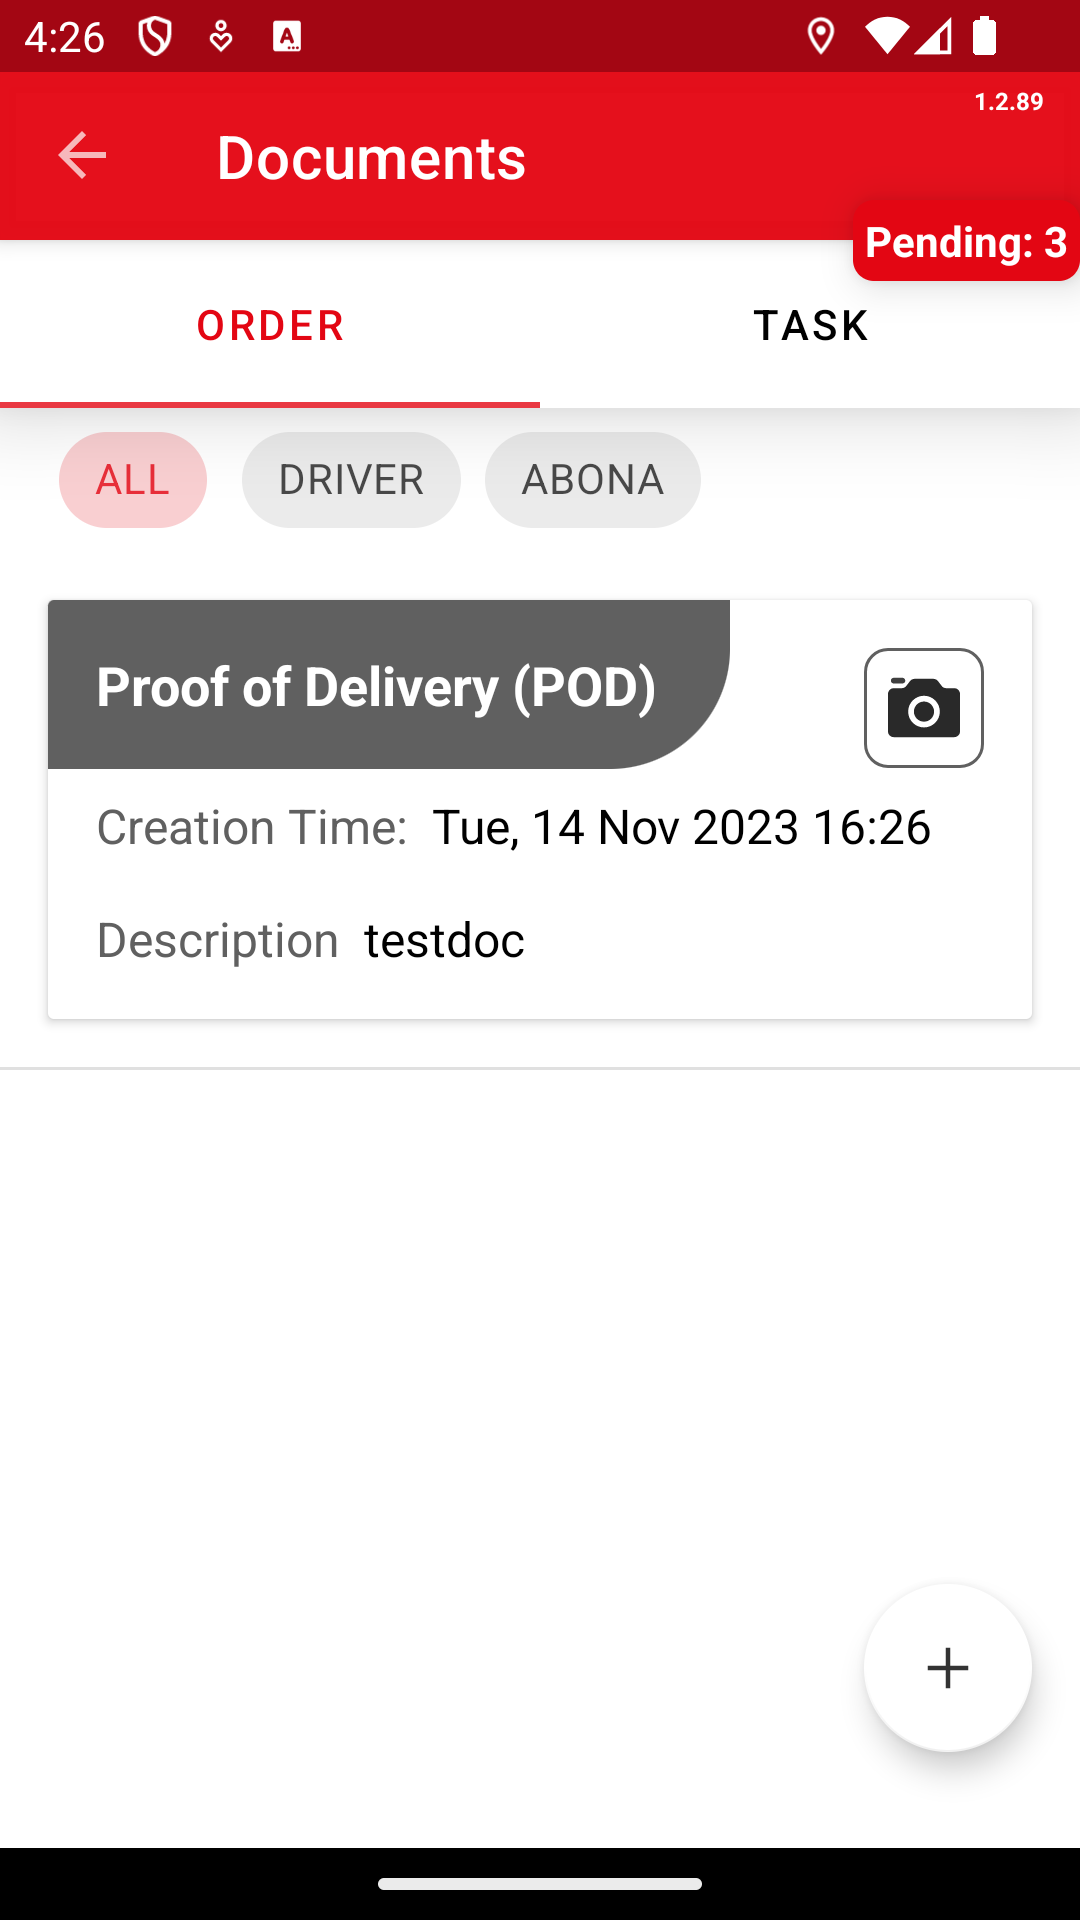 4:26
1.2.89
Documents
Pending: 3
ORDER
TASK
ALL
DRIVER
ABONA
Proof of Delivery (POD)
Creation Time: Tue, 14 Nov 2023 16:26
Description testdoc